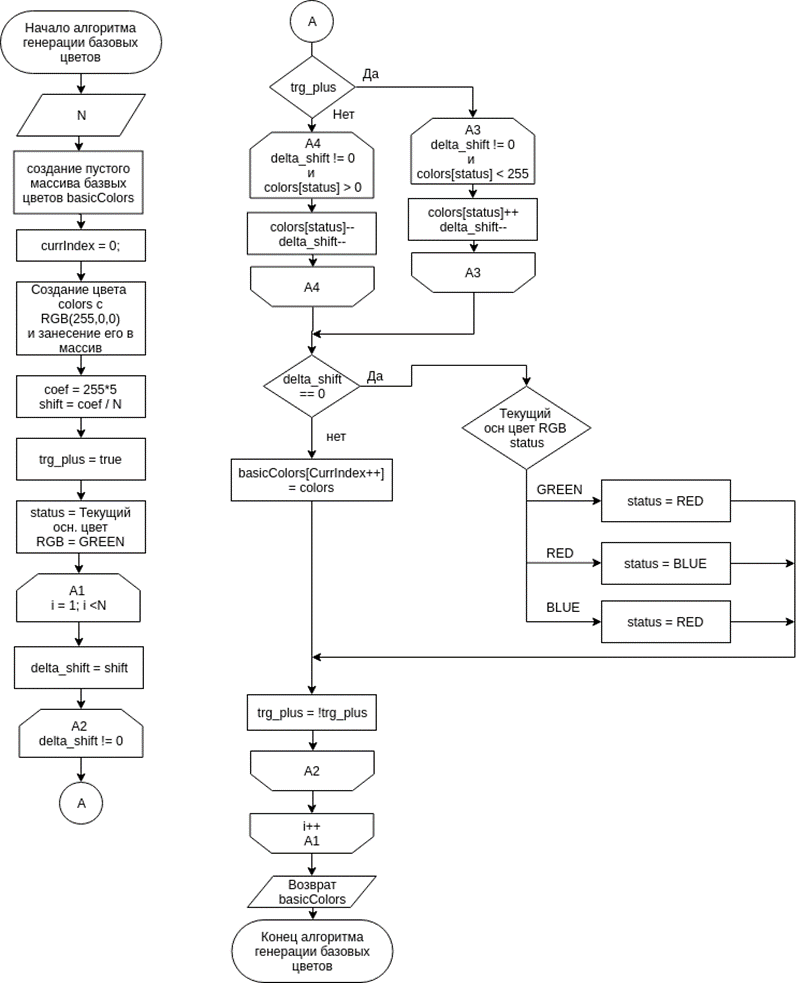 Начало алгоритма
генерации базовых
цветов
N
создание пустого
массива базвых
цветов basicColors
currIndex = 0;
Создание цвета
colors с
RGB(255,0,0)
и занесение его в
массив
coef = 255*5
shift = coef / N
trg_plus = true
status = Текущий
осн. цвет
RGB = GREEN
A1
i = 1; i <N
delta_shift = shift
A2
delta_shift != 0
A
A
trg_plus
Да
Нет
A4
delta_shift != 0
и
colors[status] > 0
A3
delta_shift != 0
и
colors[status] < 255
colors[status]--
delta_shift--
colors[status]++
delta_shift--
A4
A3
delta_shift
== 0
Да
нет
Текущий
осн цвет RGB
status
basicColors[CurrIndex++]
= colors
GREEN
status = RED
RED
status = BLUE
BLUE
status = RED
trg_plus = !trg_plus
A2
i++
A1
Возврат
basicColors
Конец алгоритма
генерации базовых
цветов